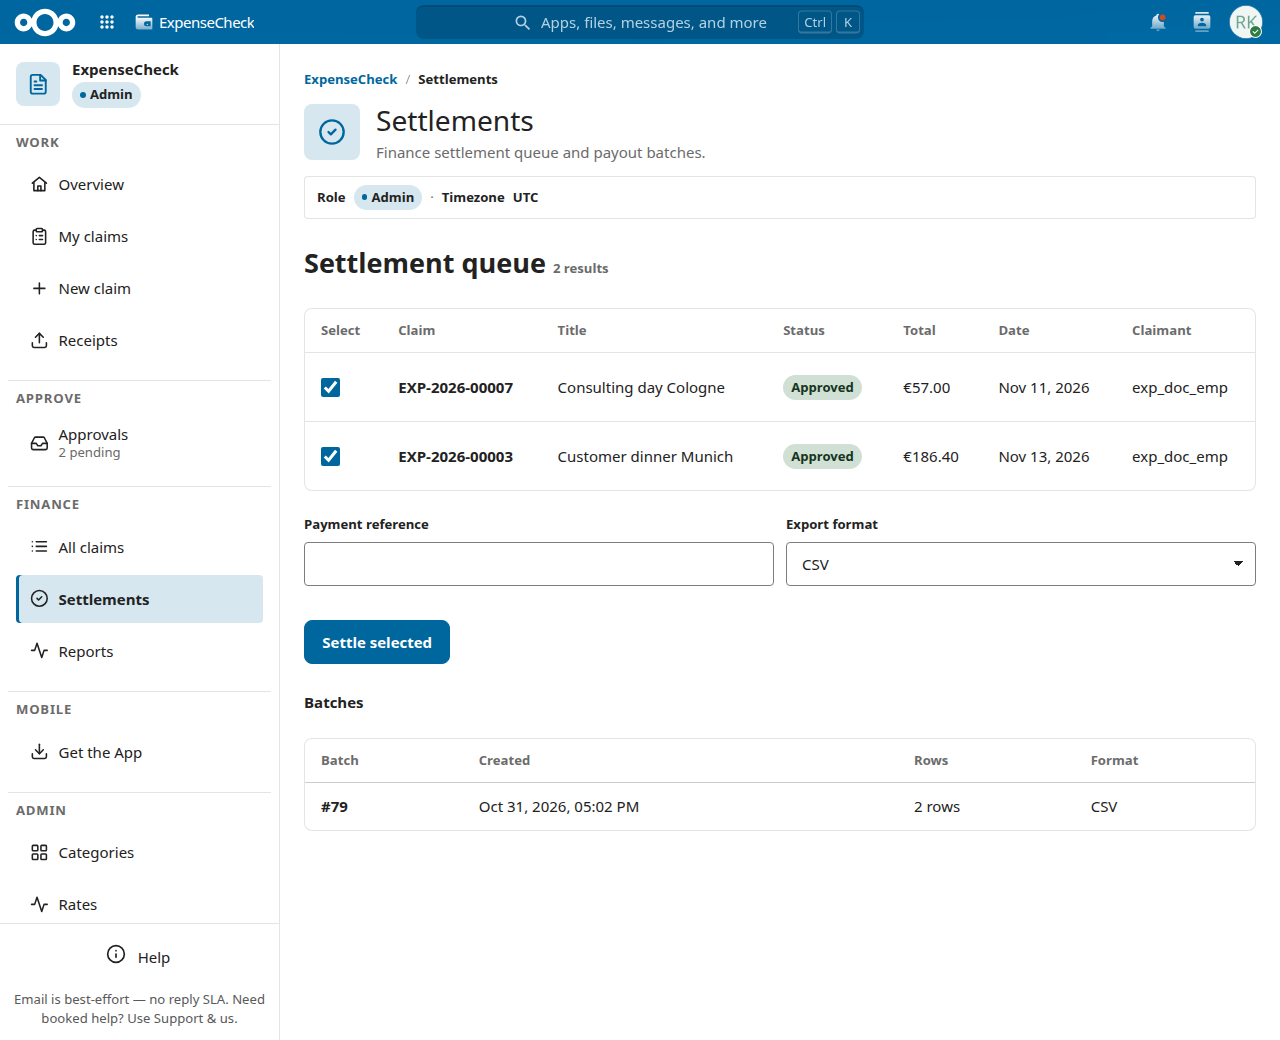 ExpenseCheck
Apps, files, messages, and more
Ctrl K
RK
ExpenseCheck
Admin
WORK
Overview
My claims
New claim
Receipts
APPROVE
Approvals
2 pending
FINANCE
All claims
Settlements
Reports
MOBILE
Get the App
ADMIN
Categories
Rates
Help
Email is best-effort — no reply SLA. Need
booked help? Use Support & us.
ExpenseCheck / Settlements
Settlements
Finance settlement queue and payout batches.
Role Admin · Timezone UTC
Settlement queue 2 results
Select Claim Title Status Total Date Claimant
EXP-2026-00007 Consulting day Cologne Approved €57.00 Nov 11, 2026 exp_doc_emp
EXP-2026-00003 Customer dinner Munich Approved €186.40 Nov 13, 2026 exp_doc_emp
Payment reference Export format
CSV
Settle selected
Batches
Batch Created Rows Format
#79 Oct 31, 2026, 05:02 PM 2 rows CSV